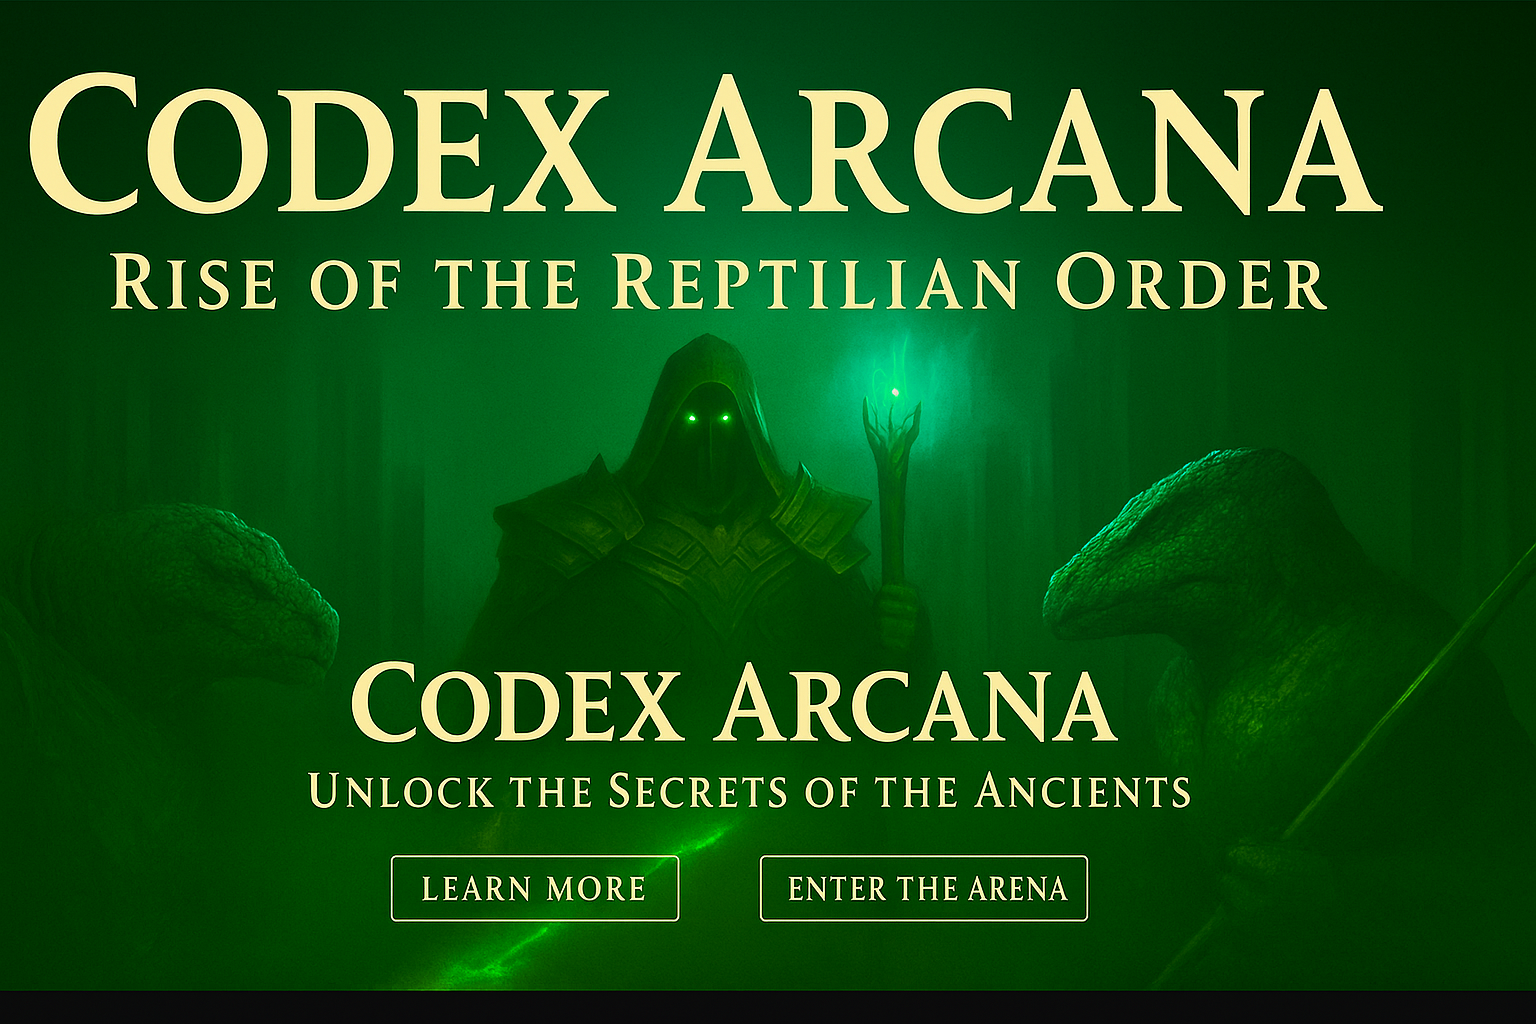 CODEX ARCANA
RISE OF THE REPTILIAN ORDER
CODEX ARCANA
UNLOCK THE SECRETS OF THE ANCIENTS
LEARN MORE
ENTER THE ARENA